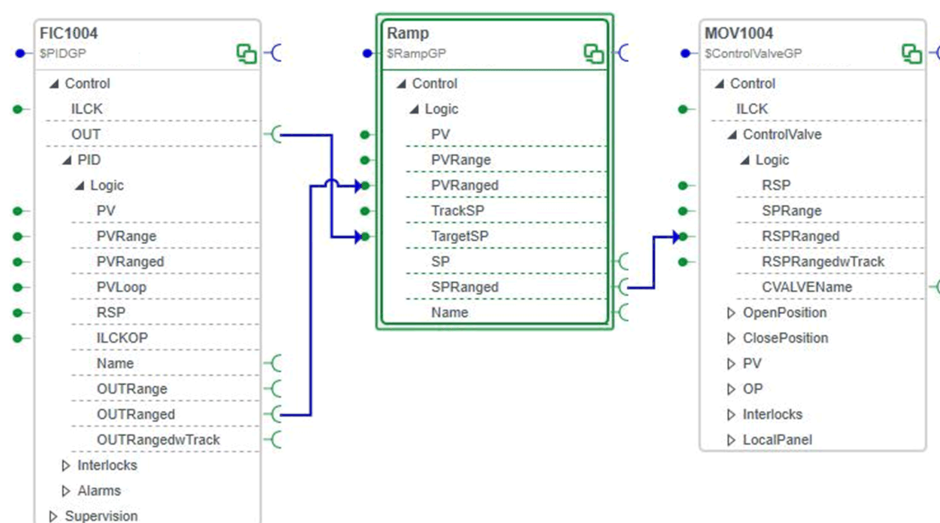 FIC1004
$PIDGP
Control
ILCK
OUT
PID
Logic
PV
PVRange
PVRanged
PVLoop
RSP
ILCKOP
Name
OUTRange
OUTRanged
OUTRangedwTrack
Interlocks
Alarms
Supervision
Ramp
$RampGP
Control
Logic
PV
PVRange
PVRanged
TrackSP
TargetSP
SP
SPRanged
Name
MOV1004
$ControlValveGP
Control
ILCK
ControlValve
Logic
RSP
SPRange
RSPRanged
RSPRangedwTrack
CVALVEName
OpenPosition
ClosePosition
PV
OP
Interlocks
LocalPanel